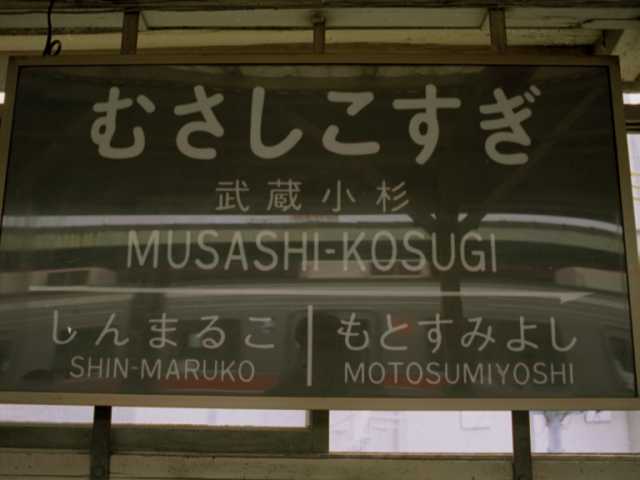 むさしこすぎ
武蔵小杉
MUSASHI-KOSUGI
しんまるこ もとすみよし
SHIN-MARUKO MOTOSUMIYOSHI